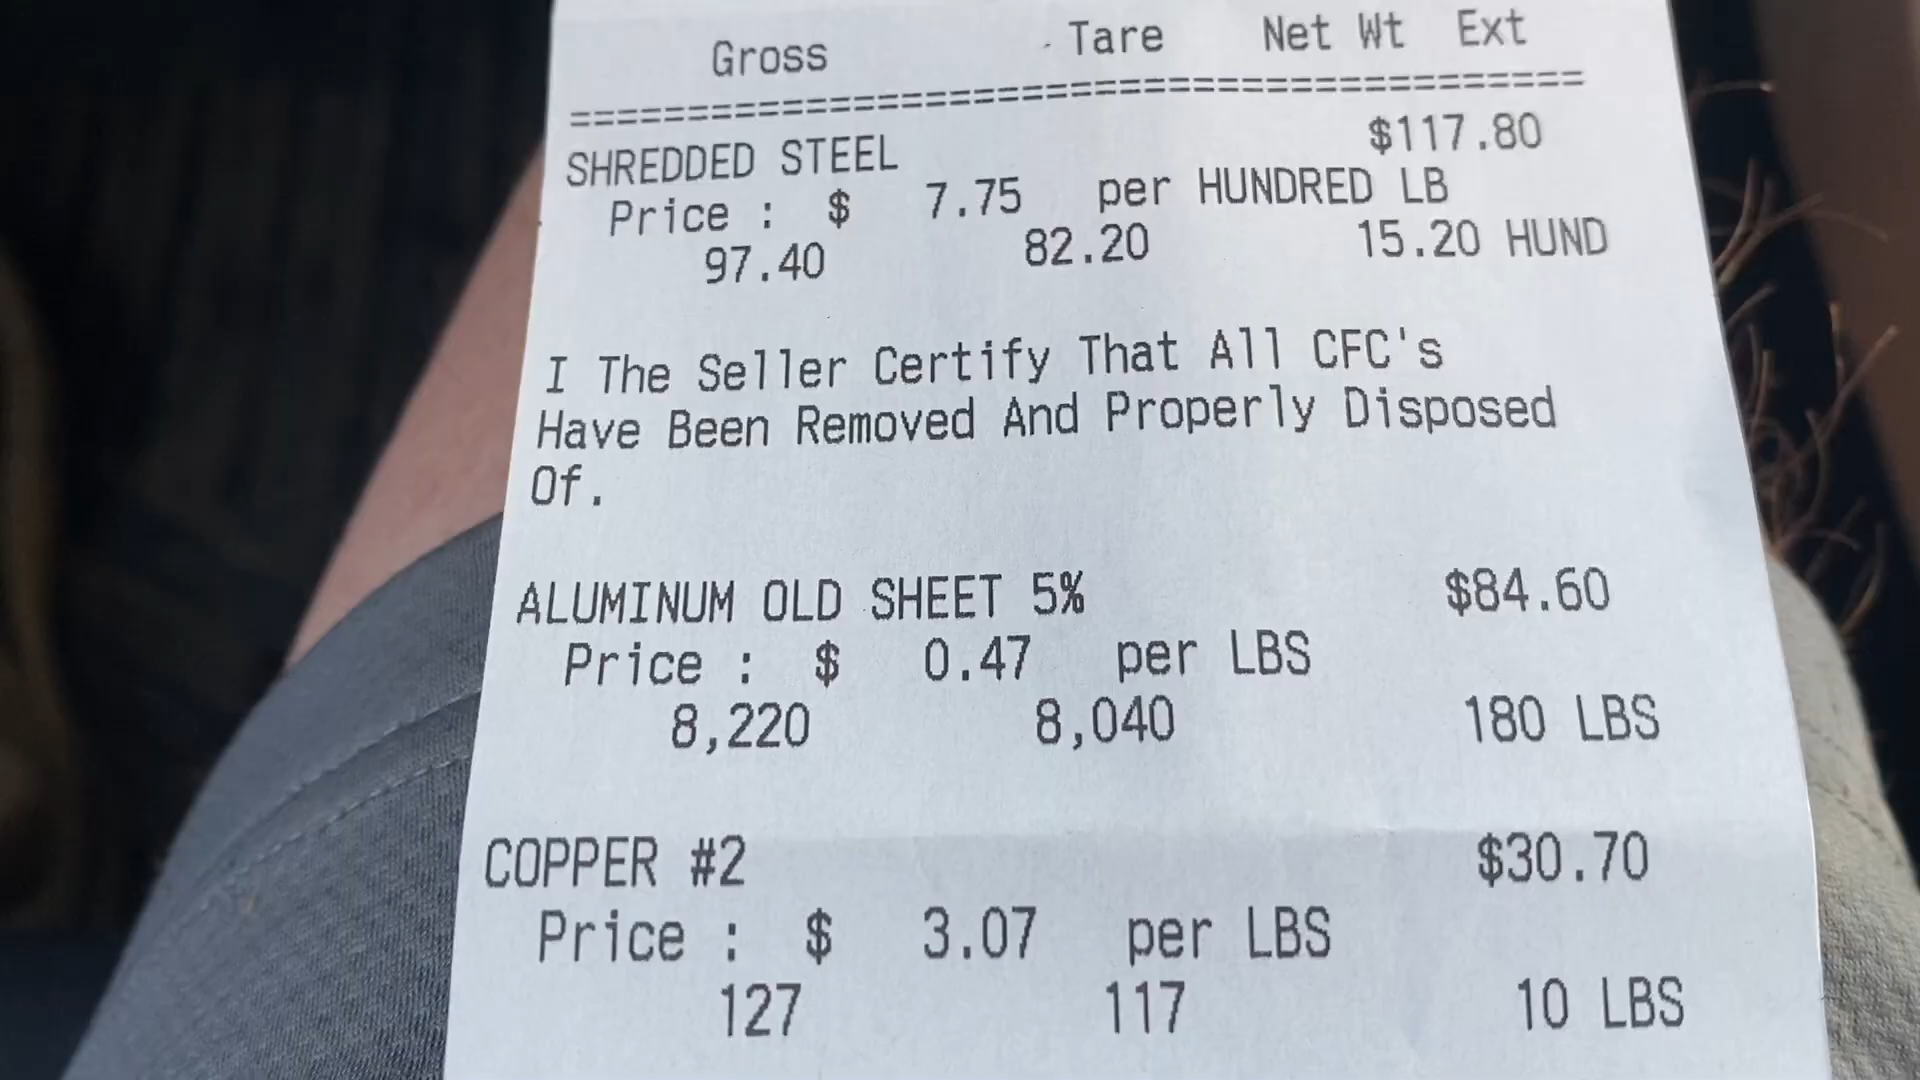 Gross Tare Net Wt Ext
==========================================
SHREDDED STEEL $117.80
Price : $ 7.75 per HUNDRED LB
97.40 82.20 15.20 HUND
I The Seller Certify That All CFC's
Have Been Removed And Properly Disposed
Of.
ALUMINUM OLD SHEET 5% $84.60
Price : $ 0.47 per LBS
8,220 8,040 180 LBS
COPPER #2 $30.70
Price : $ 3.07 per LBS
127 117 10 LBS